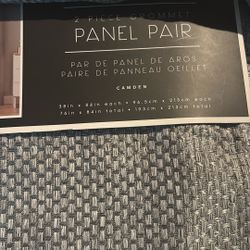 2 PIECE GROMMET
PANEL PAIR
PAR DE PANEL DE AROS
PAIRE DE PANNEAU OEILLET
CAMDEN
38in × 84in each • 96.5cm × 213cm each
76in × 84in total • 193cm × 213cm total